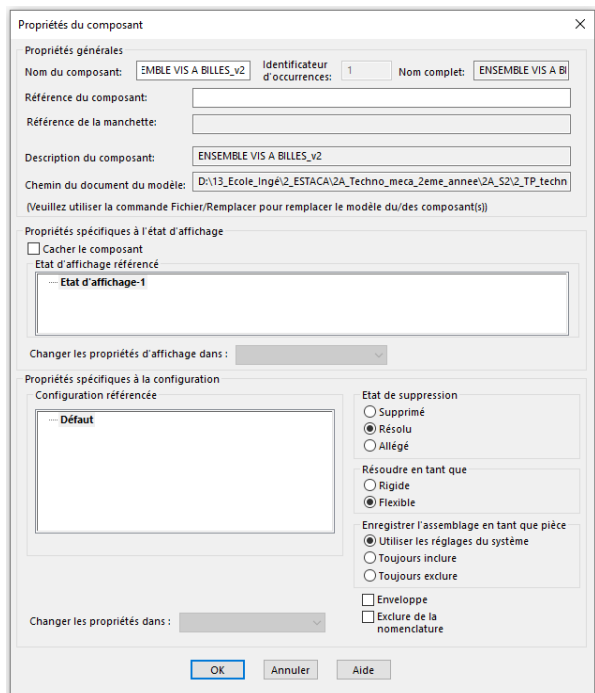 Propriétés du composant
Propriétés générales
Nom du composant: EMBLE VIS A BILLES_v2 Identificateur d'occurrences: 1 Nom complet: ENSEMBLE VIS A BI
Référence du composant:
Référence de la manchette:
Description du composant: ENSEMBLE VIS A BILLES_v2
Chemin du document du modèle: D:\13_Ecole_Ingé\2_ESTACA\2A_Techno_meca_2eme_annee\2A_S2\2_TP_techn
(Veuillez utiliser la commande Fichier/Remplacer pour remplacer le modèle du/des composant(s))
Propriétés spécifiques à l'état d'affichage
Cacher le composant
Etat d'affichage référencé
Etat d'affichage-1
Changer les propriétés d'affichage dans :
Propriétés spécifiques à la configuration
Configuration référencée
Défaut
Changer les propriétés dans :
Etat de suppression
Supprimé
Résolu
Allégé
Résoudre en tant que
Rigide
Flexible
Enregistrer l'assemblage en tant que pièce
Utiliser les réglages du système
Toujours inclure
Toujours exclure
Enveloppe
Exclure de la
nomenclature
OK Annuler Aide